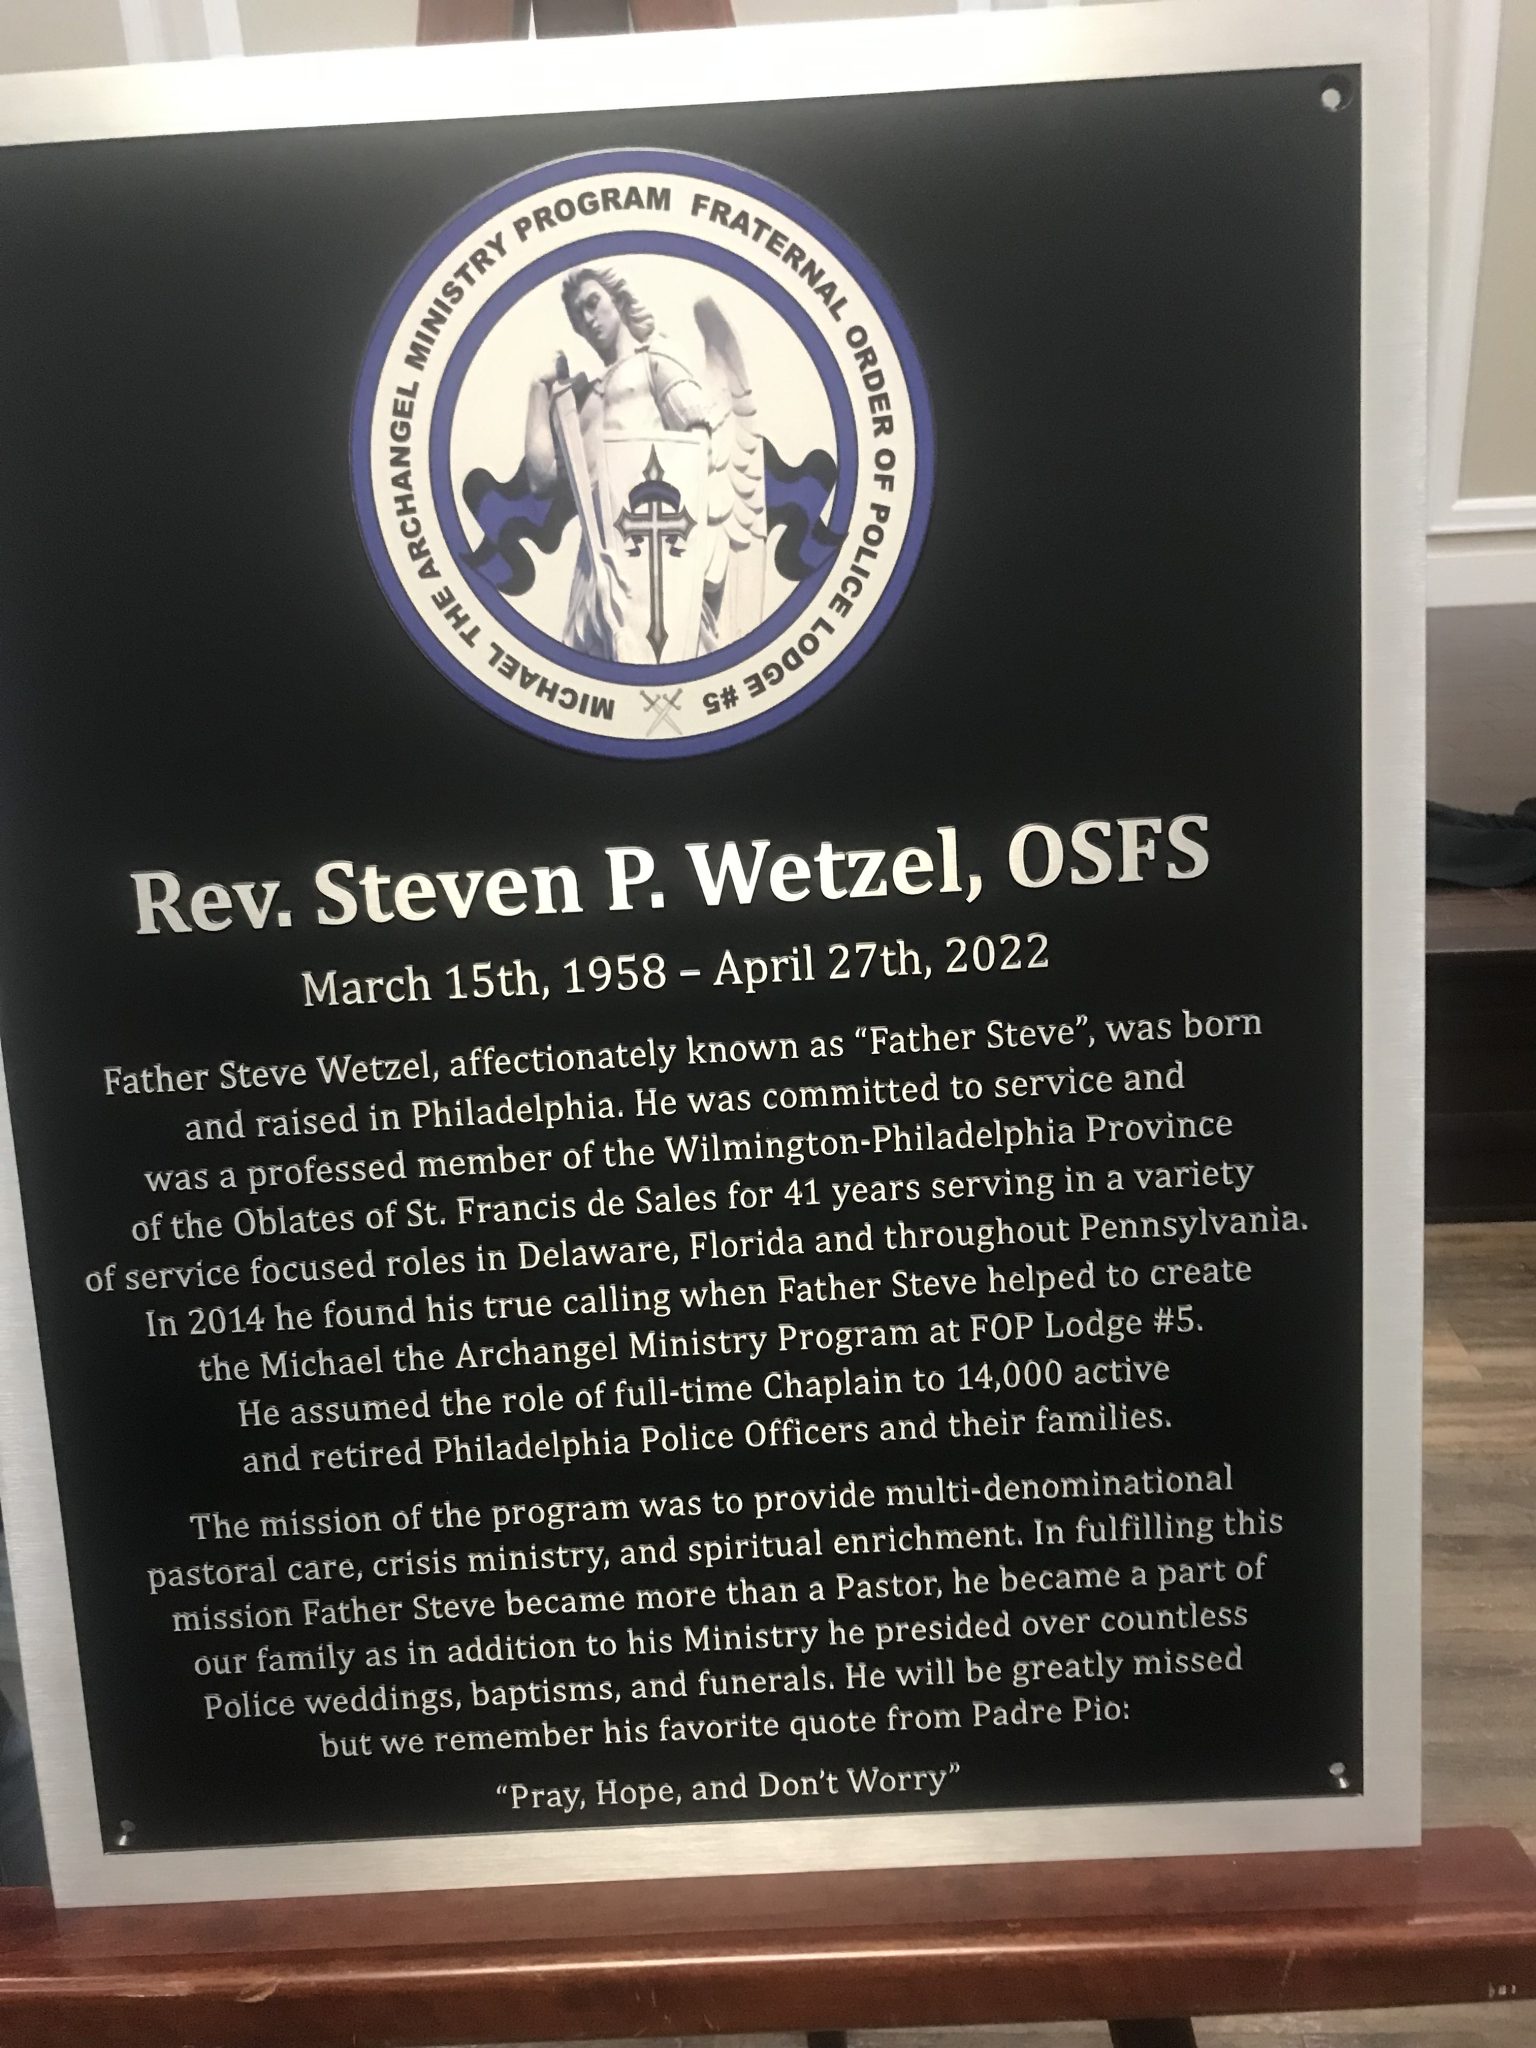 MICHAEL THE ARCHANGEL MINISTRY PROGRAM FRATERNAL ORDER OF POLICE LODGE #5
Rev. Steven P. Wetzel, OSFS
March 15th, 1958 – April 27th, 2022
Father Steve Wetzel, affectionately known as “Father Steve”, was born
and raised in Philadelphia. He was committed to service and
was a professed member of the Wilmington-Philadelphia Province
of the Oblates of St. Francis de Sales for 41 years serving in a variety
of service focused roles in Delaware, Florida and throughout Pennsylvania.
In 2014 he found his true calling when Father Steve helped to create
the Michael the Archangel Ministry Program at FOP Lodge #5.
He assumed the role of full-time Chaplain to 14,000 active
and retired Philadelphia Police Officers and their families.
The mission of the program was to provide multi-denominational
pastoral care, crisis ministry, and spiritual enrichment. In fulfilling this
mission Father Steve became more than a Pastor, he became a part of
our family as in addition to his Ministry he presided over countless
Police weddings, baptisms, and funerals. He will be greatly missed
but we remember his favorite quote from Padre Pio:
“Pray, Hope, and Don’t Worry”